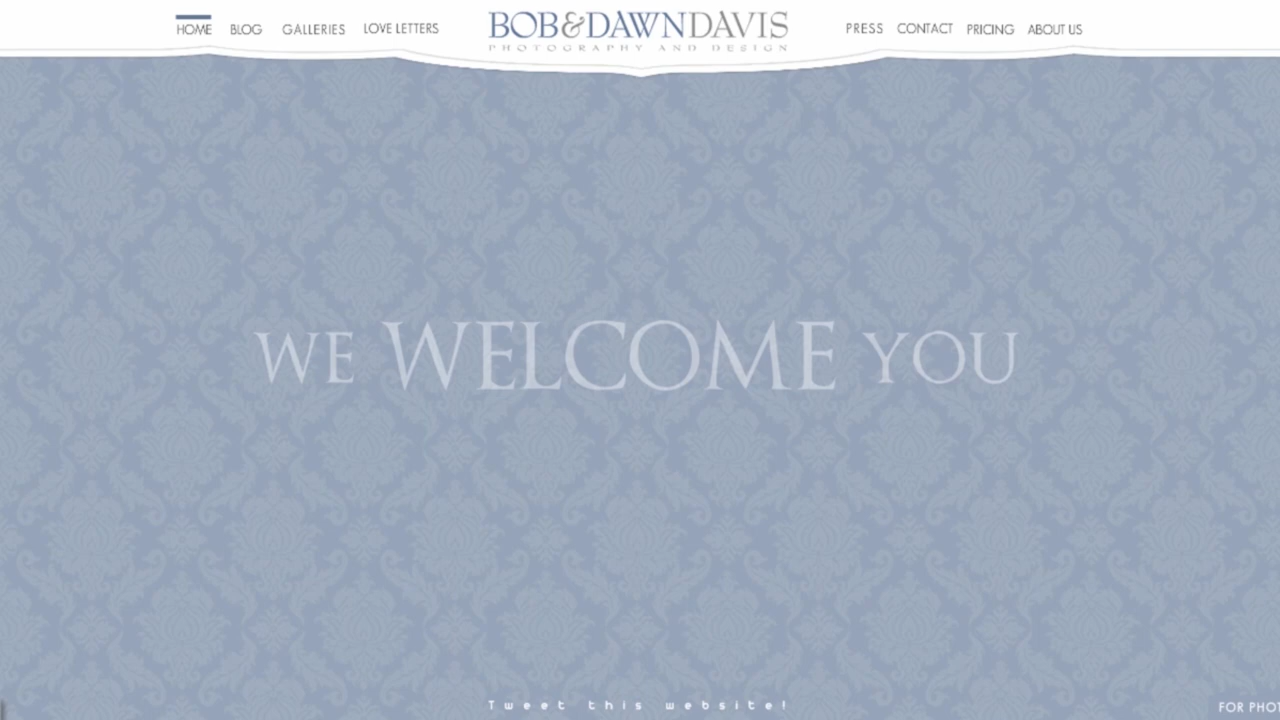 HOME BLOG GALLERIES LOVE LETTERS BOB&DAWNDAVIS PRESS CONTACT PRICING ABOUT US
PHOTOGRAPHY AND DESIGN
WE WELCOME YOU
Tweet this website!
FOR